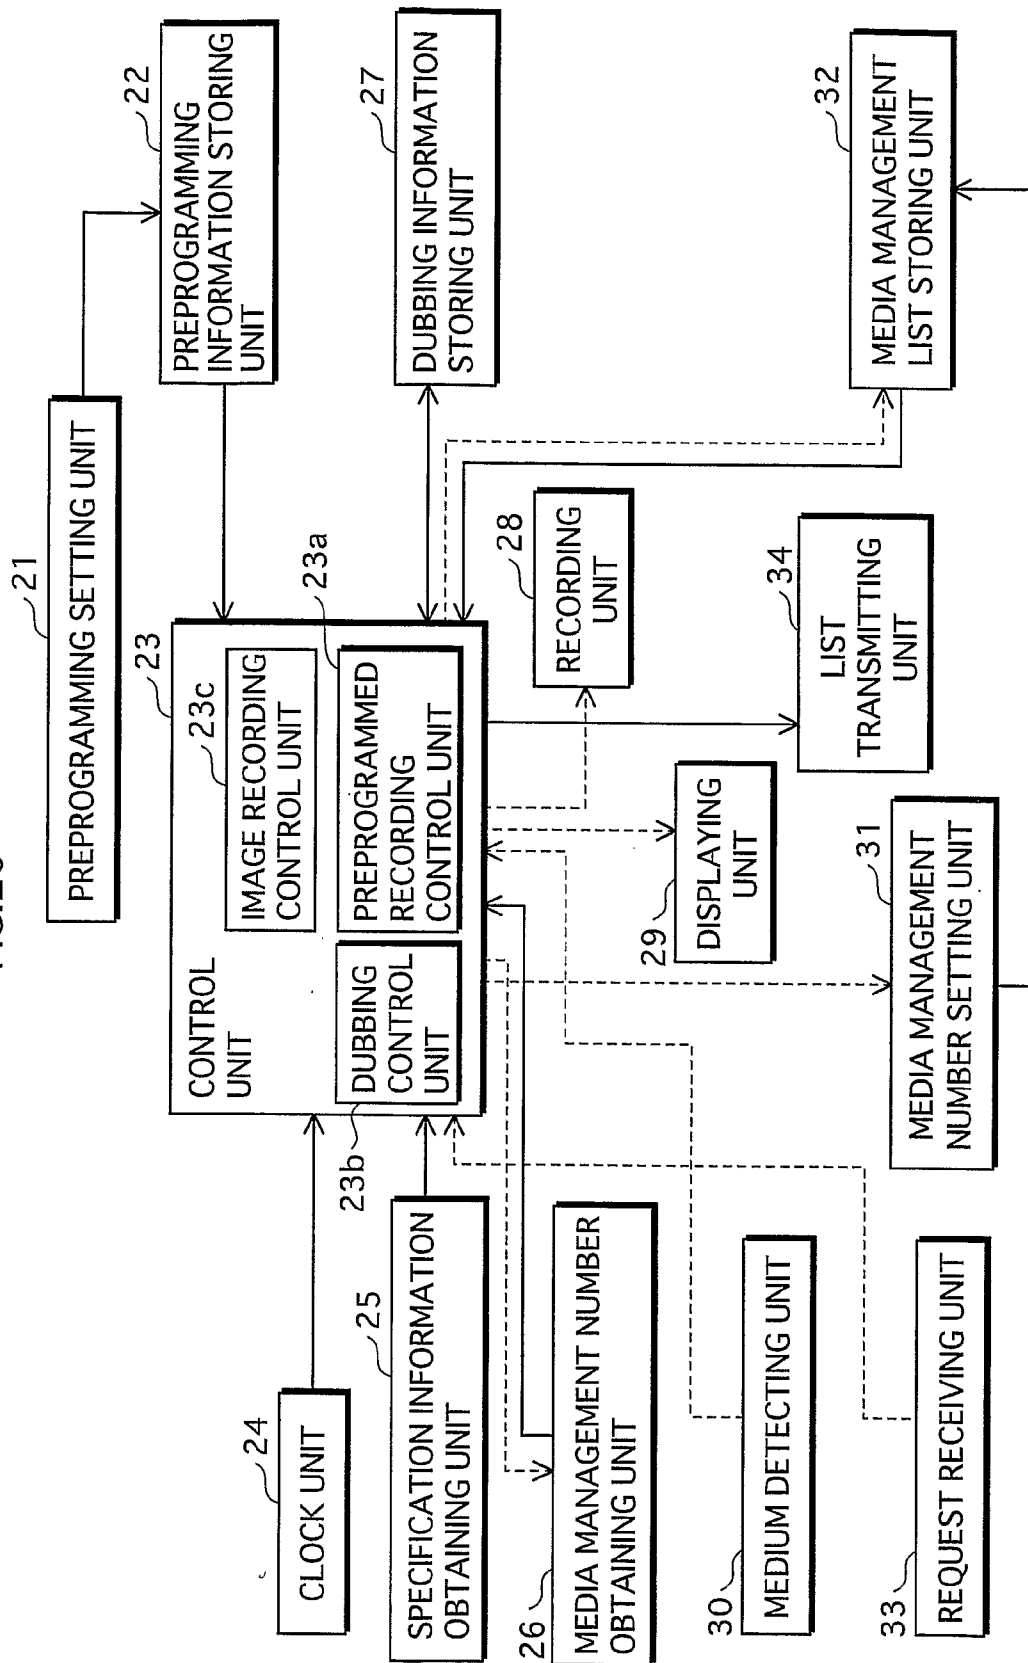 21
PREPROGRAMMING SETTING UNIT
22
PREPROGRAMMING
INFORMATION STORING
UNIT
23
CONTROL
UNIT
23c
IMAGE RECORDING
CONTROL UNIT
23a
PREPROGRAMMED
RECORDING
CONTROL UNIT
23b
DUBBING
CONTROL
UNIT
24
CLOCK UNIT
25
SPECIFICATION INFORMATION
OBTAINING UNIT
26
MEDIA MANAGEMENT NUMBER
OBTAINING UNIT
27
DUBBING INFORMATION
STORING UNIT
28
RECORDING
UNIT
29
DISPLAYING
UNIT
30
MEDIUM DETECTING UNIT
31
MEDIA MANAGEMENT
NUMBER SETTING UNIT
32
MEDIA MANAGEMENT
LIST STORING UNIT
33
REQUEST RECEIVING UNIT
34
LIST
TRANSMITTING
UNIT